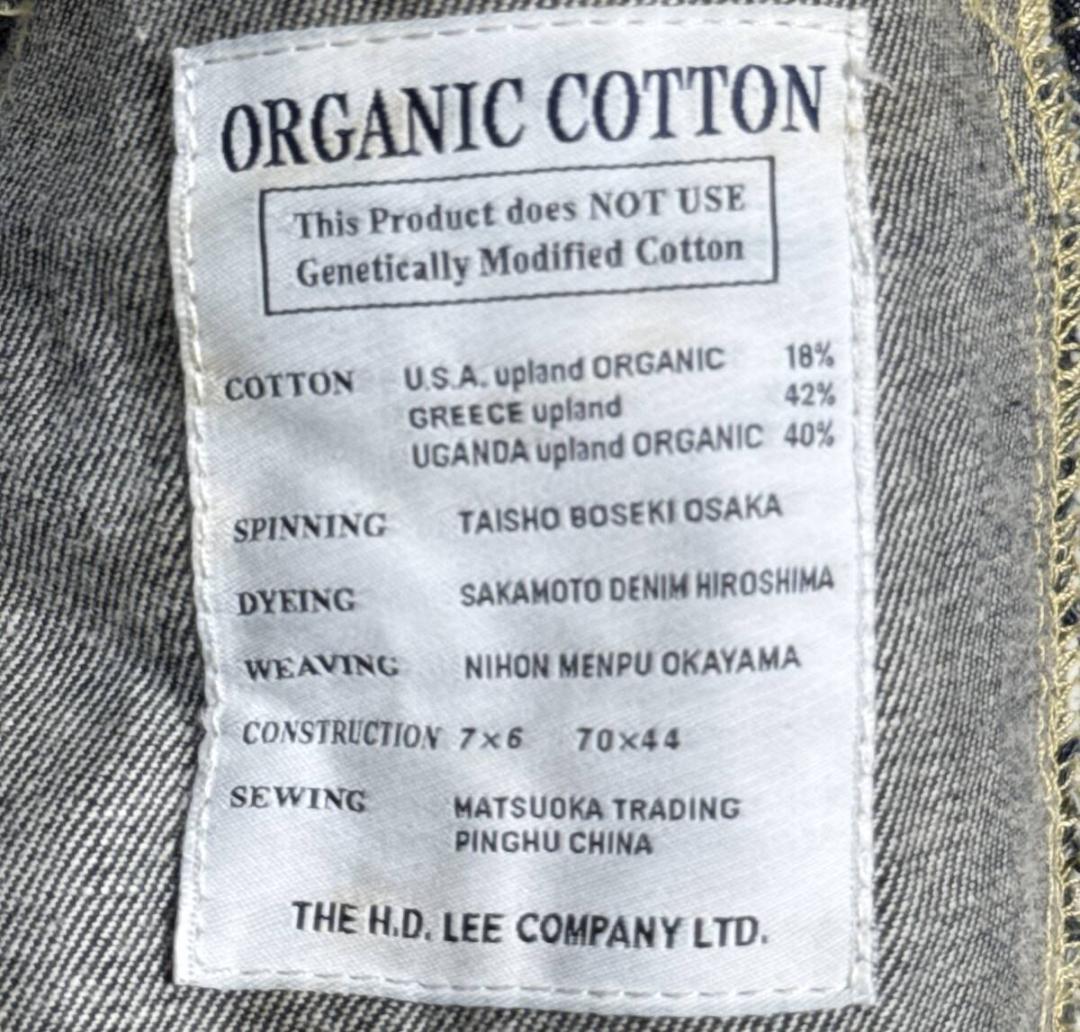 ORGANIC COTTON
This Product does NOT USE
Genetically Modified Cotton
COTTON U.S.A. upland ORGANIC 18%
GREECE upland 42%
UGANDA upland ORGANIC 40%
SPINNING TAISHO BOSEKI OSAKA
DYEING SAKAMOTO DENIM HIROSHIMA
WEAVING NIHON MENPU OKAYAMA
CONSTRUCTION 7×6 70×44
SEWING MATSUOKA TRADING
PINGHU CHINA
THE H.D. LEE COMPANY LTD.